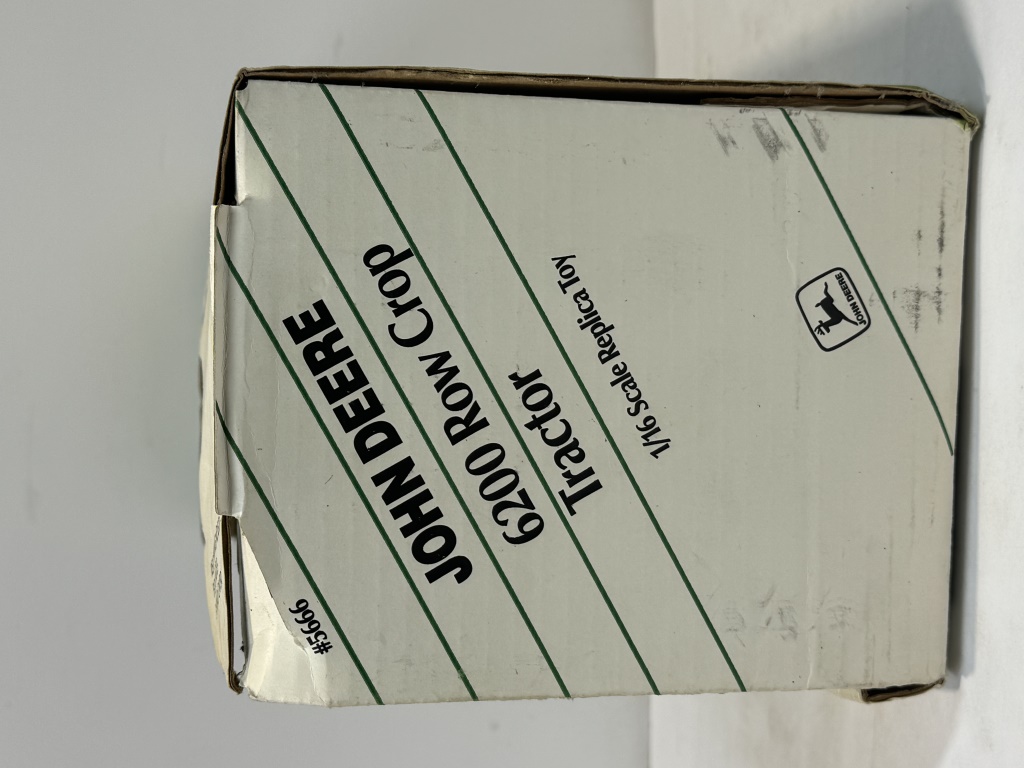 #5666
JOHN DEERE
6200 Row Crop
Tractor
1/16 Scale Replica Toy
JOHN DEERE